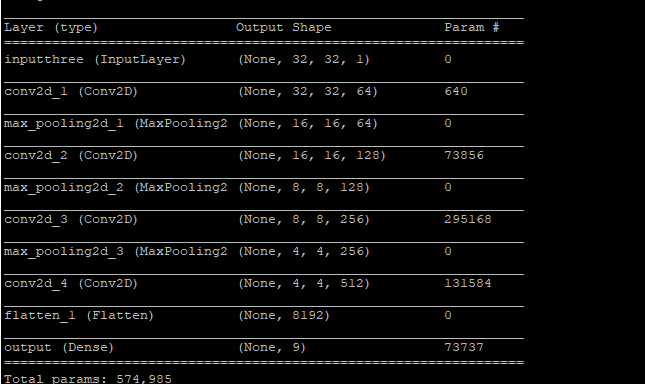 Layer (type) Output Shape Param #
inputthree (InputLayer) (None, 32, 32, 1) 0
conv2d_1 (Conv2D) (None, 32, 32, 64) 640
max_pooling2d_1 (MaxPooling2 (None, 16, 16, 64) 0
conv2d_2 (Conv2D) (None, 16, 16, 128) 73856
max_pooling2d_2 (MaxPooling2 (None, 8, 8, 128) 0
conv2d_3 (Conv2D) (None, 8, 8, 256) 295168
max_pooling2d_3 (MaxPooling2 (None, 4, 4, 256) 0
conv2d_4 (Conv2D) (None, 4, 4, 512) 131584
flatten_1 (Flatten) (None, 8192) 0
output (Dense) (None, 9) 73737
Total params: 574,985